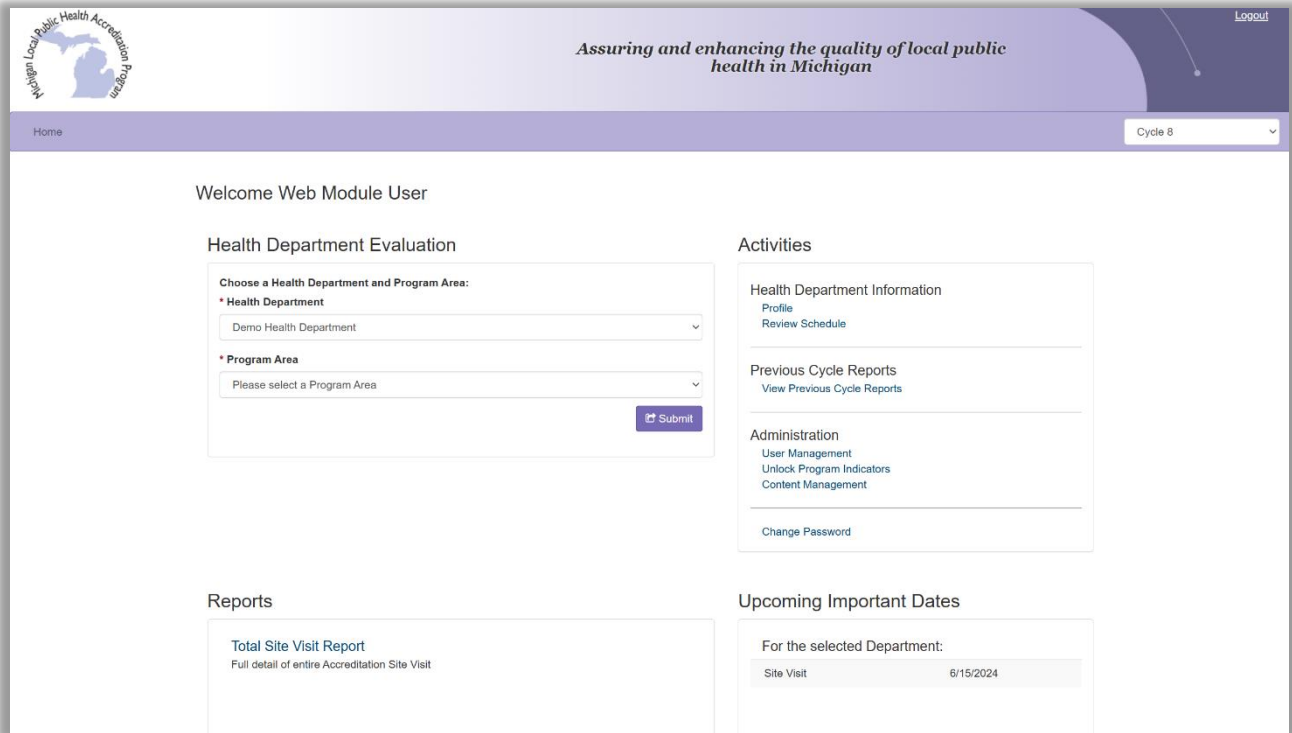 Michigan Local Public Health Accreditation Program
Logout
Assuring and enhancing the quality of local public
health in Michigan
Home
Cycle 8
Welcome Web Module User
Health Department Evaluation
Choose a Health Department and Program Area:
* Health Department
Demo Health Department
* Program Area
Please select a Program Area
Submit
Activities
Health Department Information
Profile
Review Schedule
Previous Cycle Reports
View Previous Cycle Reports
Administration
User Management
Unlock Program Indicators
Content Management
Change Password
Reports
Total Site Visit Report
Full detail of entire Accreditation Site Visit
Upcoming Important Dates
For the selected Department:
Site Visit 6/15/2024